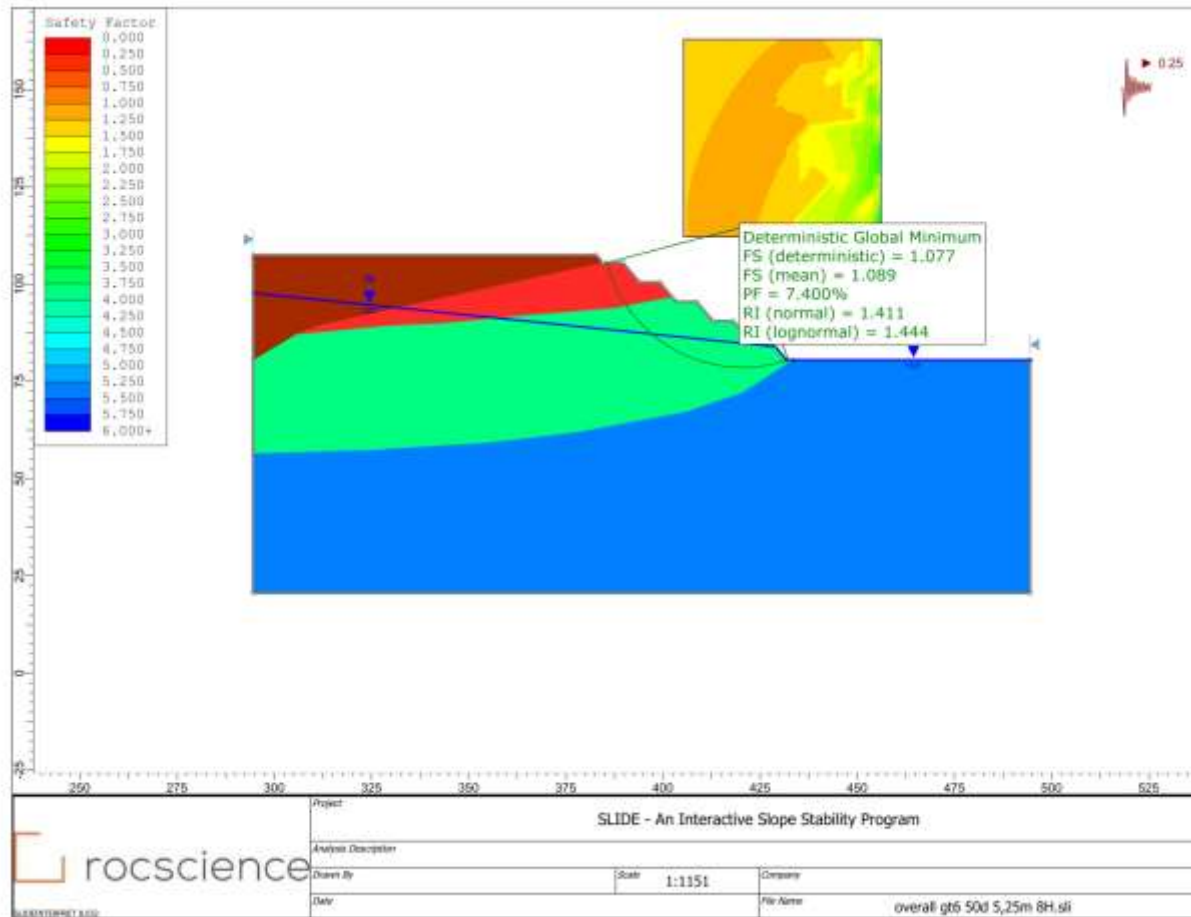 Safety Factor
0.000
0.250
0.500
0.750
1.000
1.250
1.500
1.750
2.000
2.250
2.500
2.750
3.000
3.250
3.500
3.750
4.000
4.250
4.500
4.750
5.000
5.250
5.500
5.750
6.000+
0.25
Deterministic Global Minimum
FS (deterministic) = 1.077
FS (mean) = 1.089
PF = 7.400%
RI (normal) = 1.411
RI (lognormal) = 1.444
150
125
100
75
50
25
0
-25
250 275 300 325 350 375 400 425 450 475 500 525
rocscience
Project
SLIDE - An Interactive Slope Stability Program
Analysis Description
Drawn By
Scale
1:1151
Company
Date
File Name
overall gt6 50d 5,25m 8H.sli